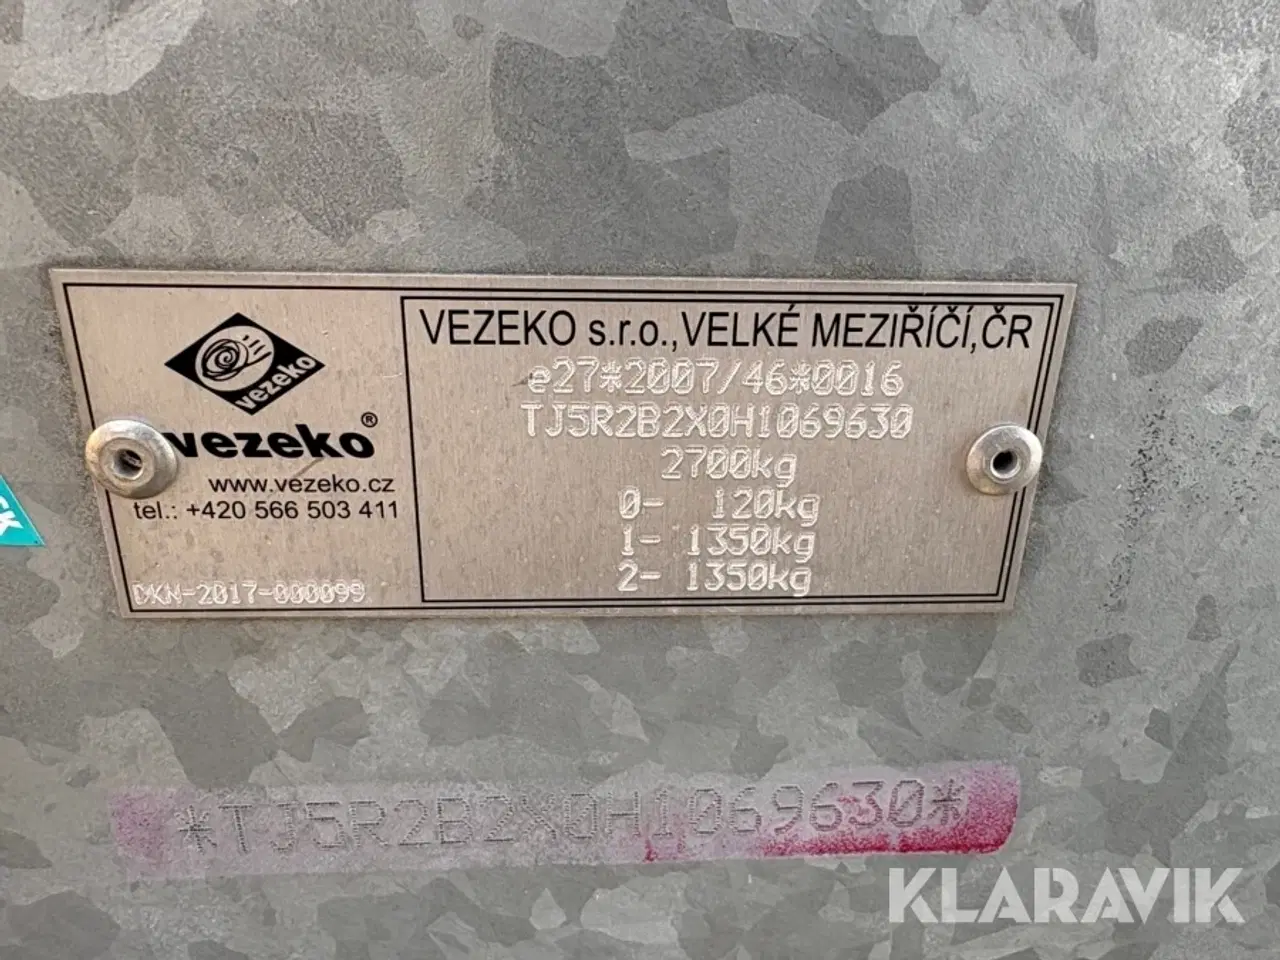 vezeko
vezeko®
www.vezeko.cz
tel.: +420 566 503 411
DKN-2017-000099
VEZEKO s.r.o.,VELKÉ MEZIŘÍČÍ,ČR
e27*2007/46*0016
TJ5R2B2X0H1069630
2700kg
0- 120kg
1- 1350kg
2- 1350kg
CK
*TJ5R2B2X0H1069630*
KLARAVIK